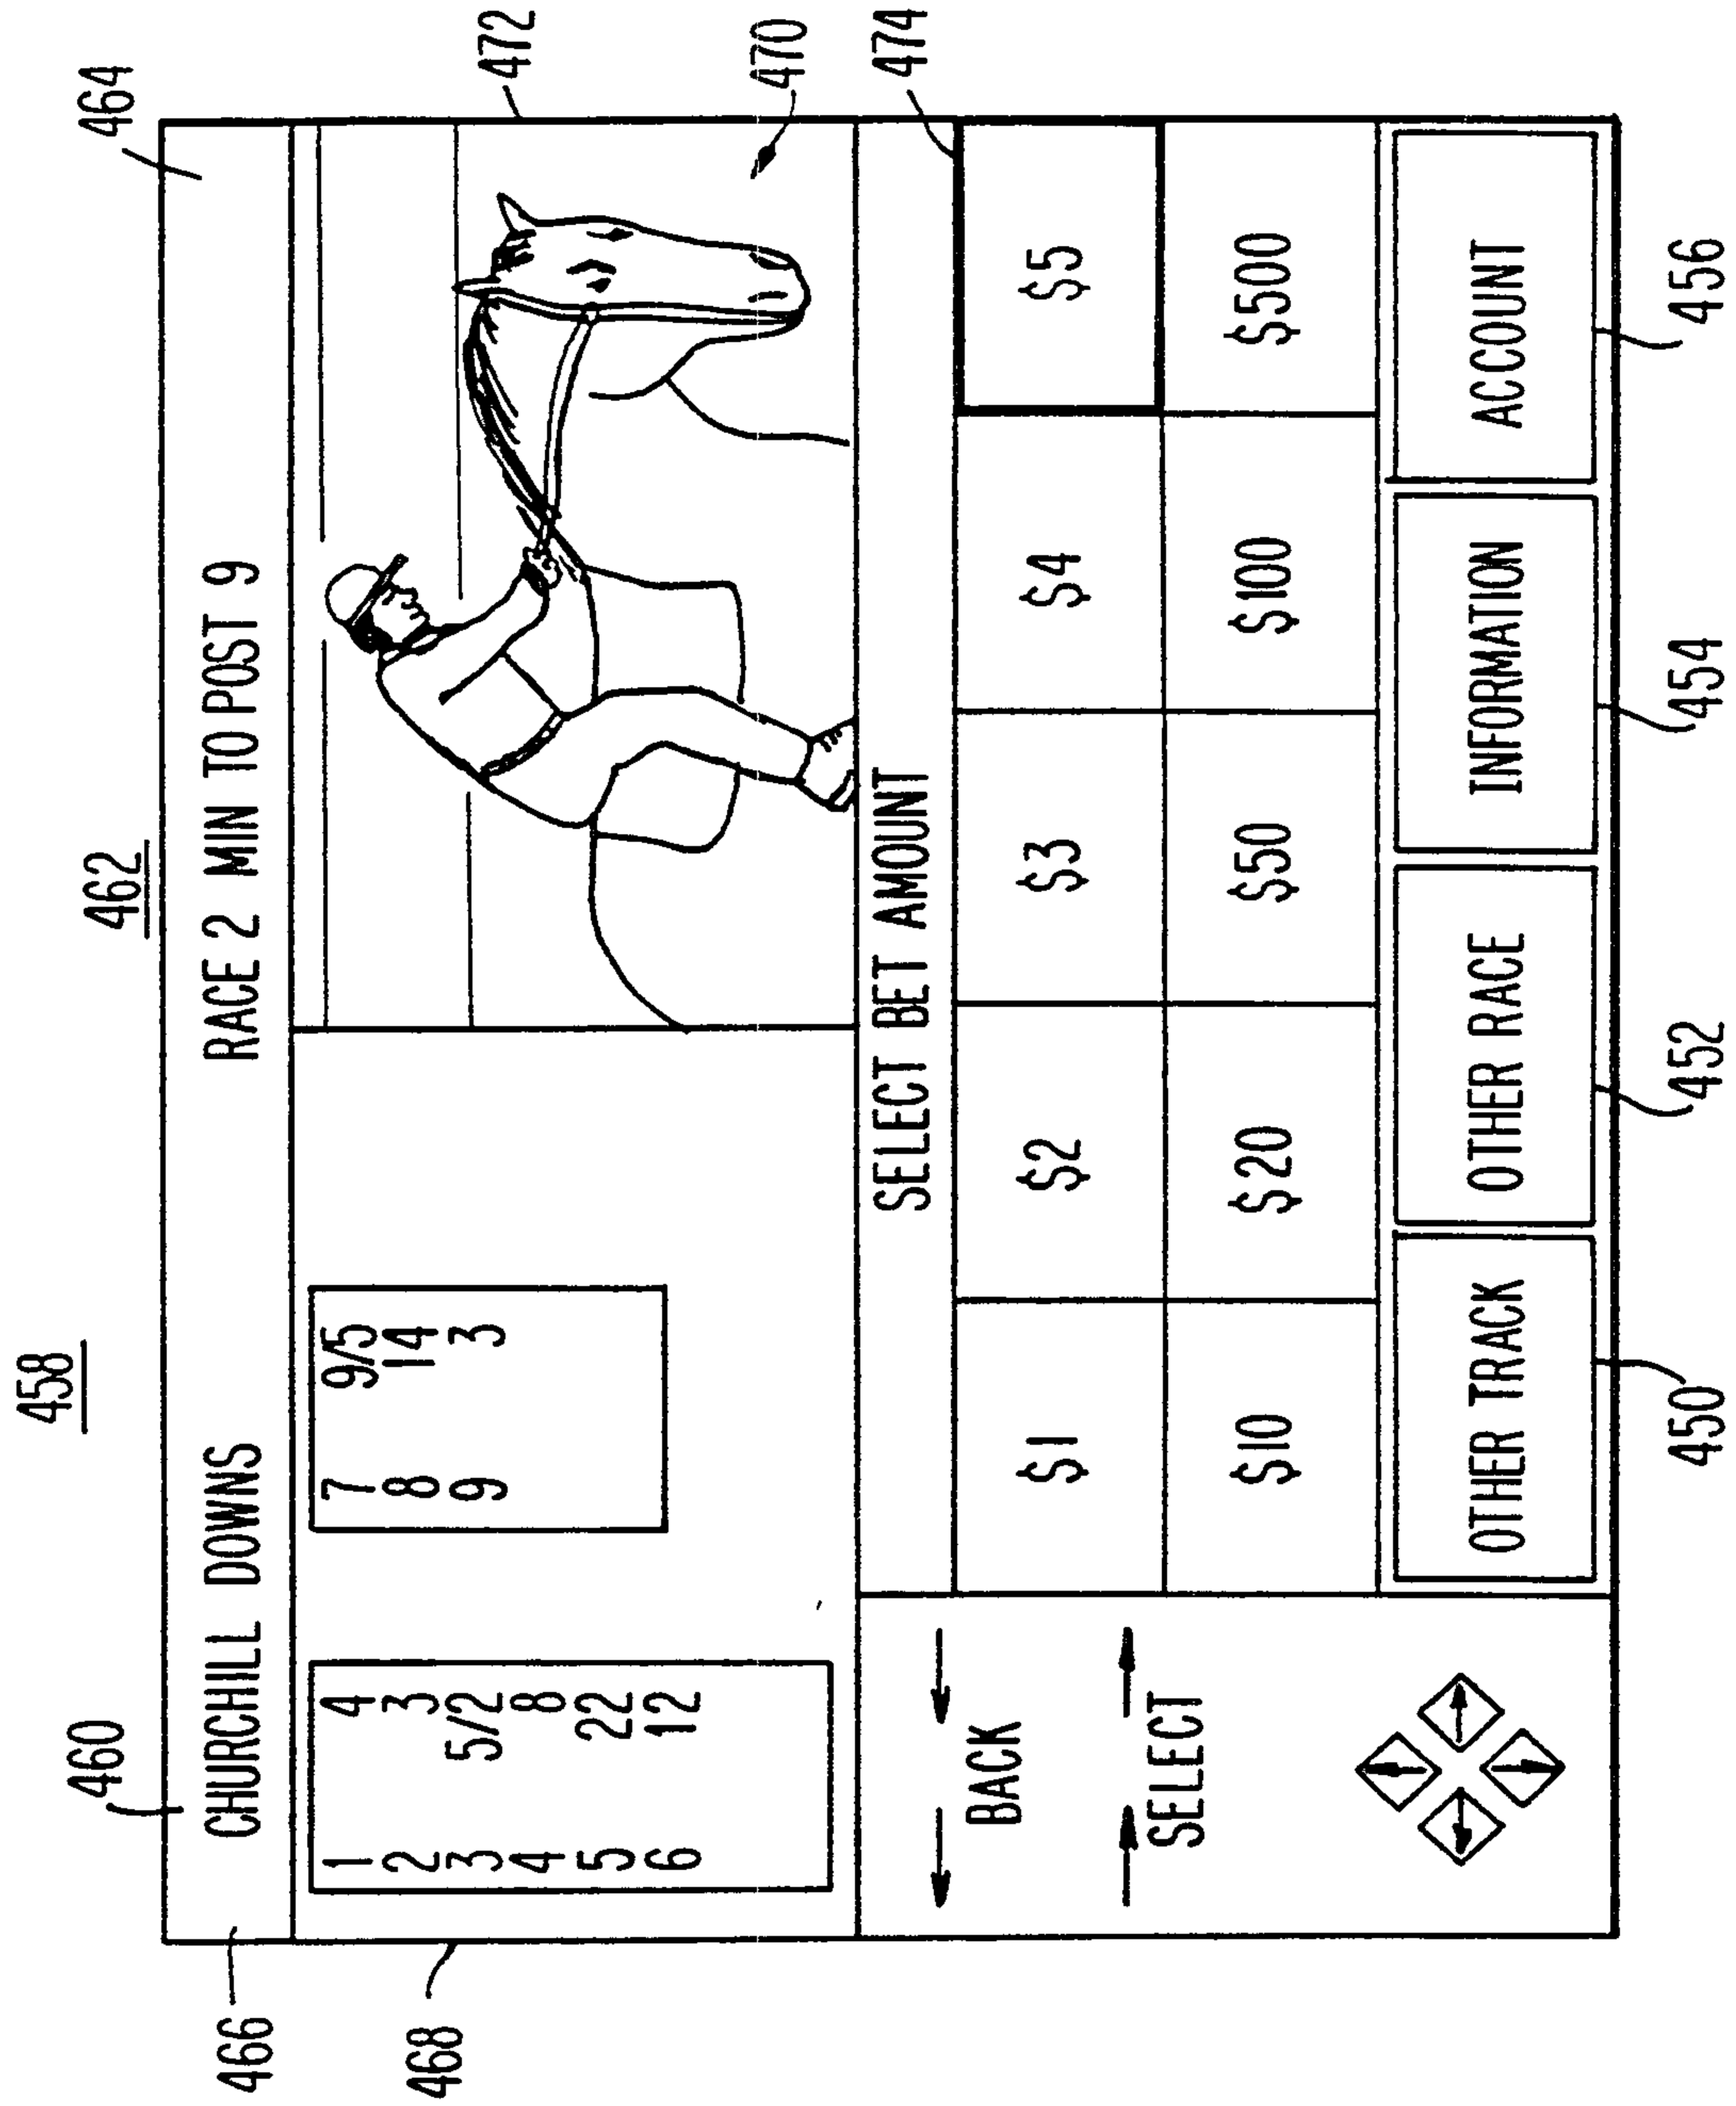 458
462
460
464
466
CHURCHILL DOWNS RACE 2 MIN TO POST 9
468
472
1 4 7 9/5
2 3 8 14
3 5/2 9 3
4 8
5 22
6 12
470
474
SELECT BET AMOUNT
BACK
SELECT
$1 $2 $3 $4 $5
$10 $20 $50 $100 $500
OTHER TRACK OTHER RACE INFORMATION ACCOUNT
450 452 454 456